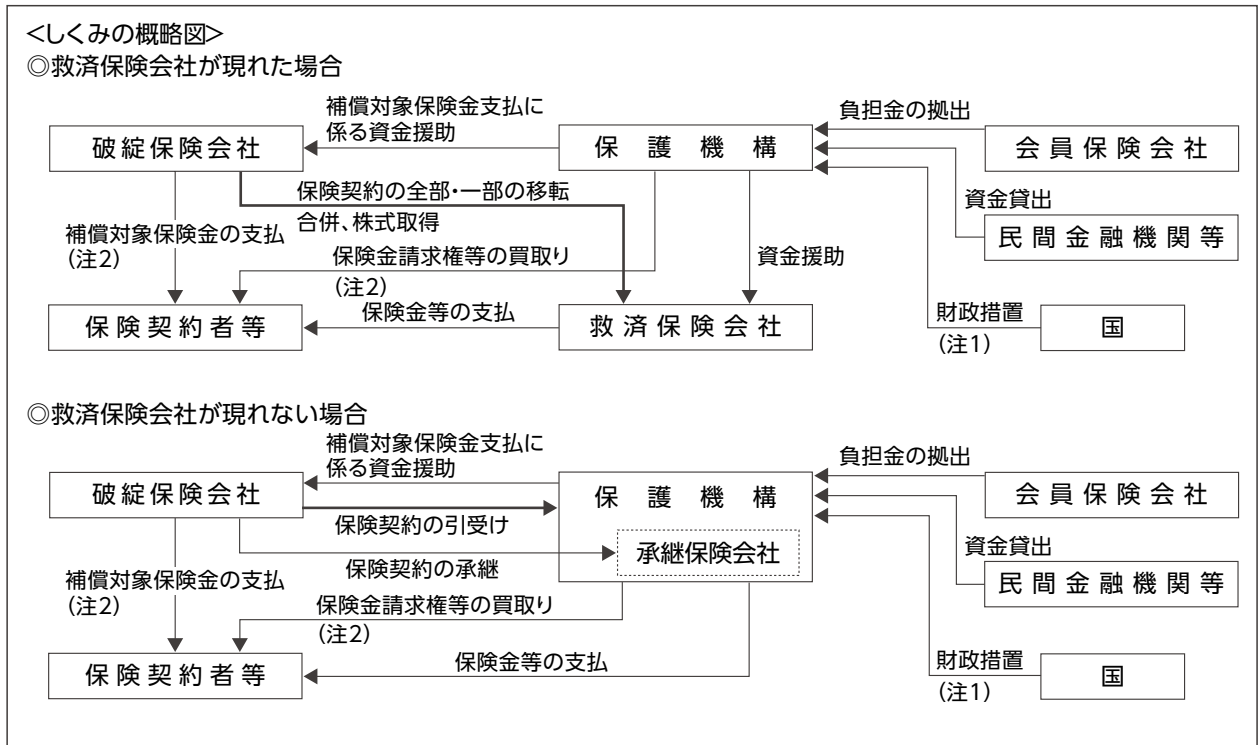 <しくみの概略図>
◎救済保険会社が現れた場合
補償対象保険金支払に
係る資金援助
負担金の拠出
破綻保険会社
保護機構
会員保険会社
保険契約の全部・一部の移転
合併、株式取得
資金貸出
民間金融機関等
補償対象保険金の支払
(注2)
保険金請求権等の買取り
(注2)
資金援助
保険金等の支払
財政措置
(注1)
保険契約者等
救済保険会社
国
◎救済保険会社が現れない場合
補償対象保険金支払に
係る資金援助
負担金の拠出
破綻保険会社
保護機構
会員保険会社
保険契約の引受け
承継保険会社
資金貸出
保険契約の承継
民間金融機関等
補償対象保険金の支払
(注2)
保険金請求権等の買取り
(注2)
保険金等の支払
財政措置
(注1)
保険契約者等
国